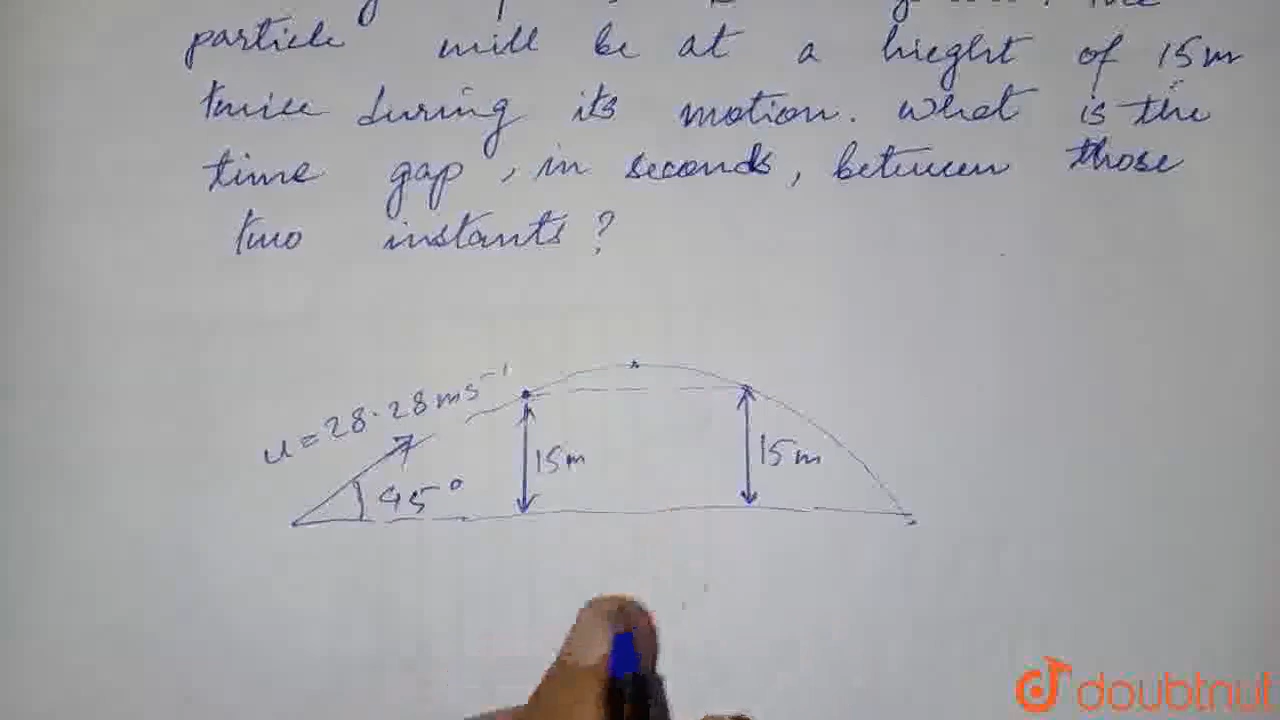 particle will be at a hieght of 15m
twice during its motion. What is the
time gap, in seconds, between those
two instants?
u = 28.28 ms⁻¹
45°
15m
15m
doubtnut